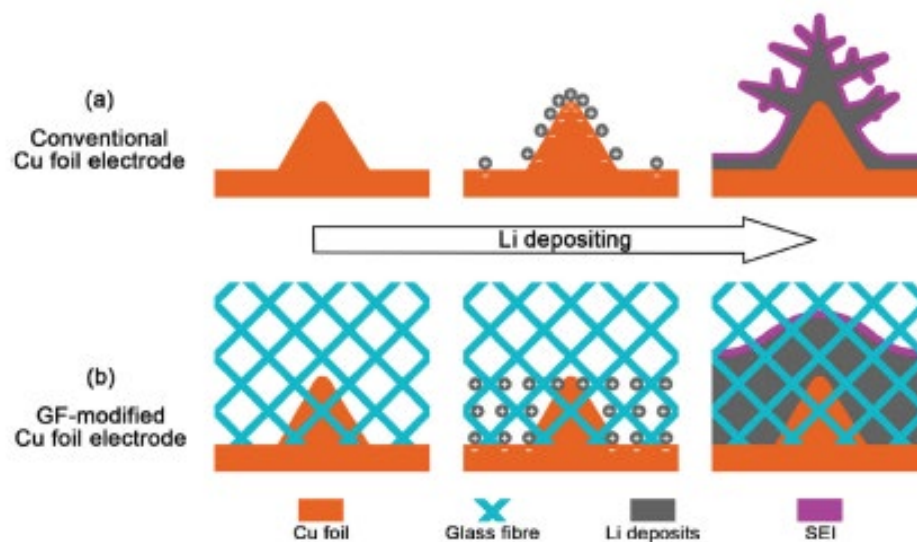 (a)
Conventional
Cu foil electrode
Li depositing
(b)
GF-modified
Cu foil electrode
Cu foil
Glass fibre
Li deposits
SEI